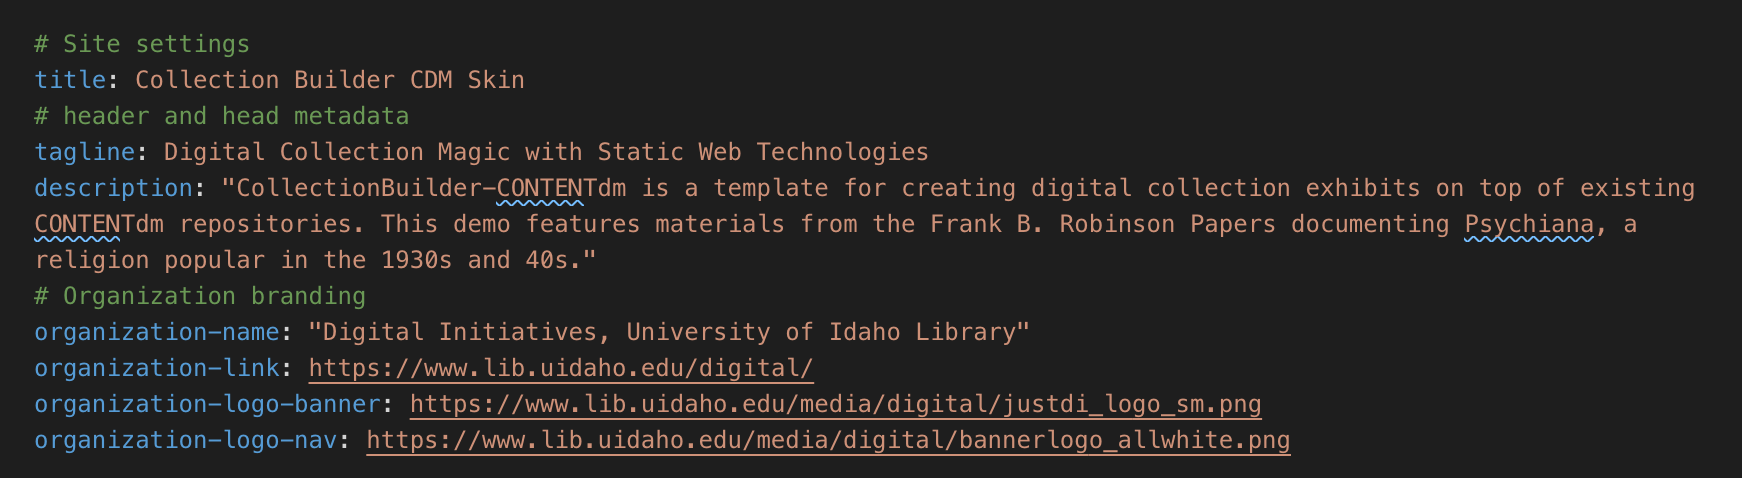 # Site settings
title: Collection Builder CDM Skin
# header and head metadata
tagline: Digital Collection Magic with Static Web Technologies
description: "CollectionBuilder-CONTENTdm is a template for creating digital collection exhibits on top of existing
CONTENTdm repositories. This demo features materials from the Frank B. Robinson Papers documenting Psychiana, a
religion popular in the 1930s and 40s."
# Organization branding
organization-name: "Digital Initiatives, University of Idaho Library"
organization-link: https://www.lib.uidaho.edu/digital/
organization-logo-banner: https://www.lib.uidaho.edu/media/digital/justdi_logo_sm.png
organization-logo-nav: https://www.lib.uidaho.edu/media/digital/bannerlogo_allwhite.png